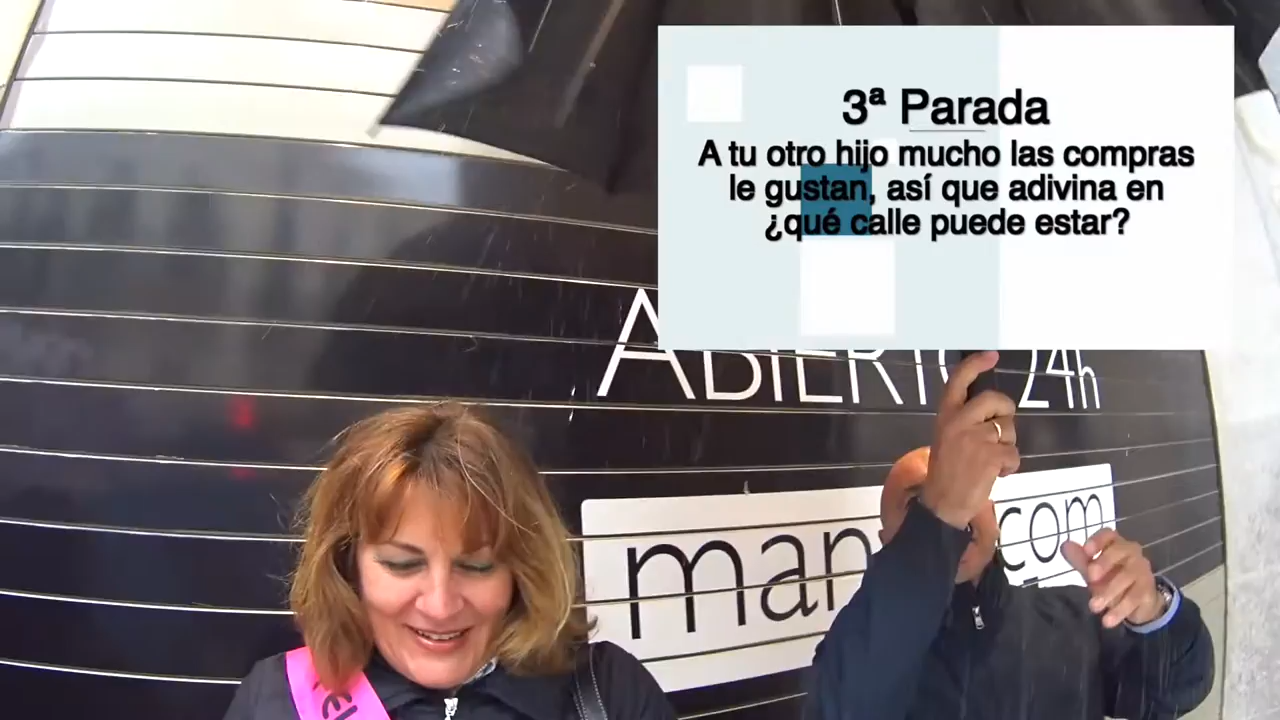 3ª Parada
A tu otro hijo mucho las compras
le gustan, así que adivina en
¿qué calle puede estar?
ABIERTO 24h